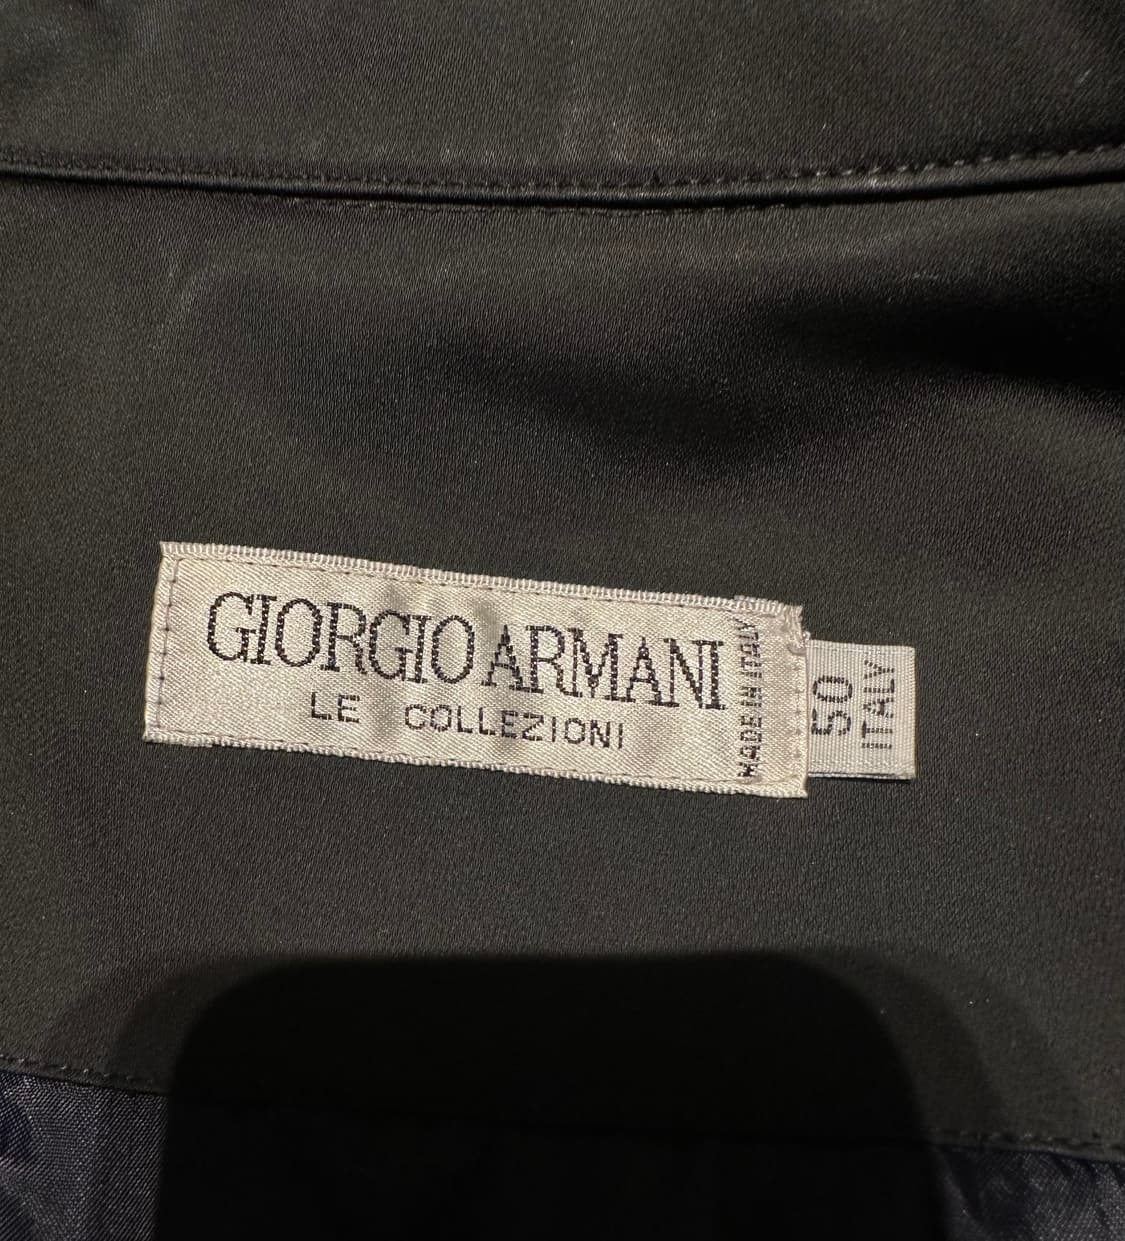 GIORGIO ARMANI
LE COLLEZIONI
MADE IN ITALY
50
ITALY